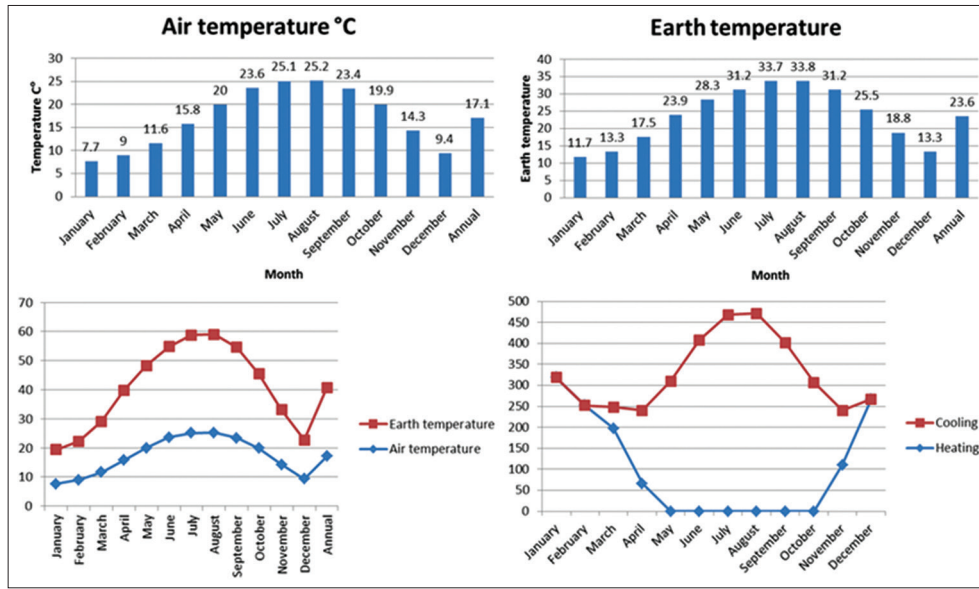 Air temperature °C
Temperature C°
30
25
20
15
10
5
0
7.7
9
11.6
15.8
20
23.6
25.1
25.2
23.4
19.9
14.3
9.4
17.1
January
February
March
April
May
June
July
August
September
October
November
December
Annual
Month
Earth temperature
Earth temperature
40
35
30
25
20
15
10
5
0
11.7
13.3
17.5
23.9
28.3
31.2
33.7
33.8
31.2
25.5
18.8
13.3
23.6
January
February
March
April
May
June
July
August
September
October
November
December
Annual
Month
70
60
50
40
30
20
10
0
January
February
March
April
May
June
July
August
September
October
November
December
Annual
Earth temperature
Air temperature
500
450
400
350
300
250
200
150
100
50
0
January
February
March
April
May
June
July
August
September
October
November
December
Cooling
Heating